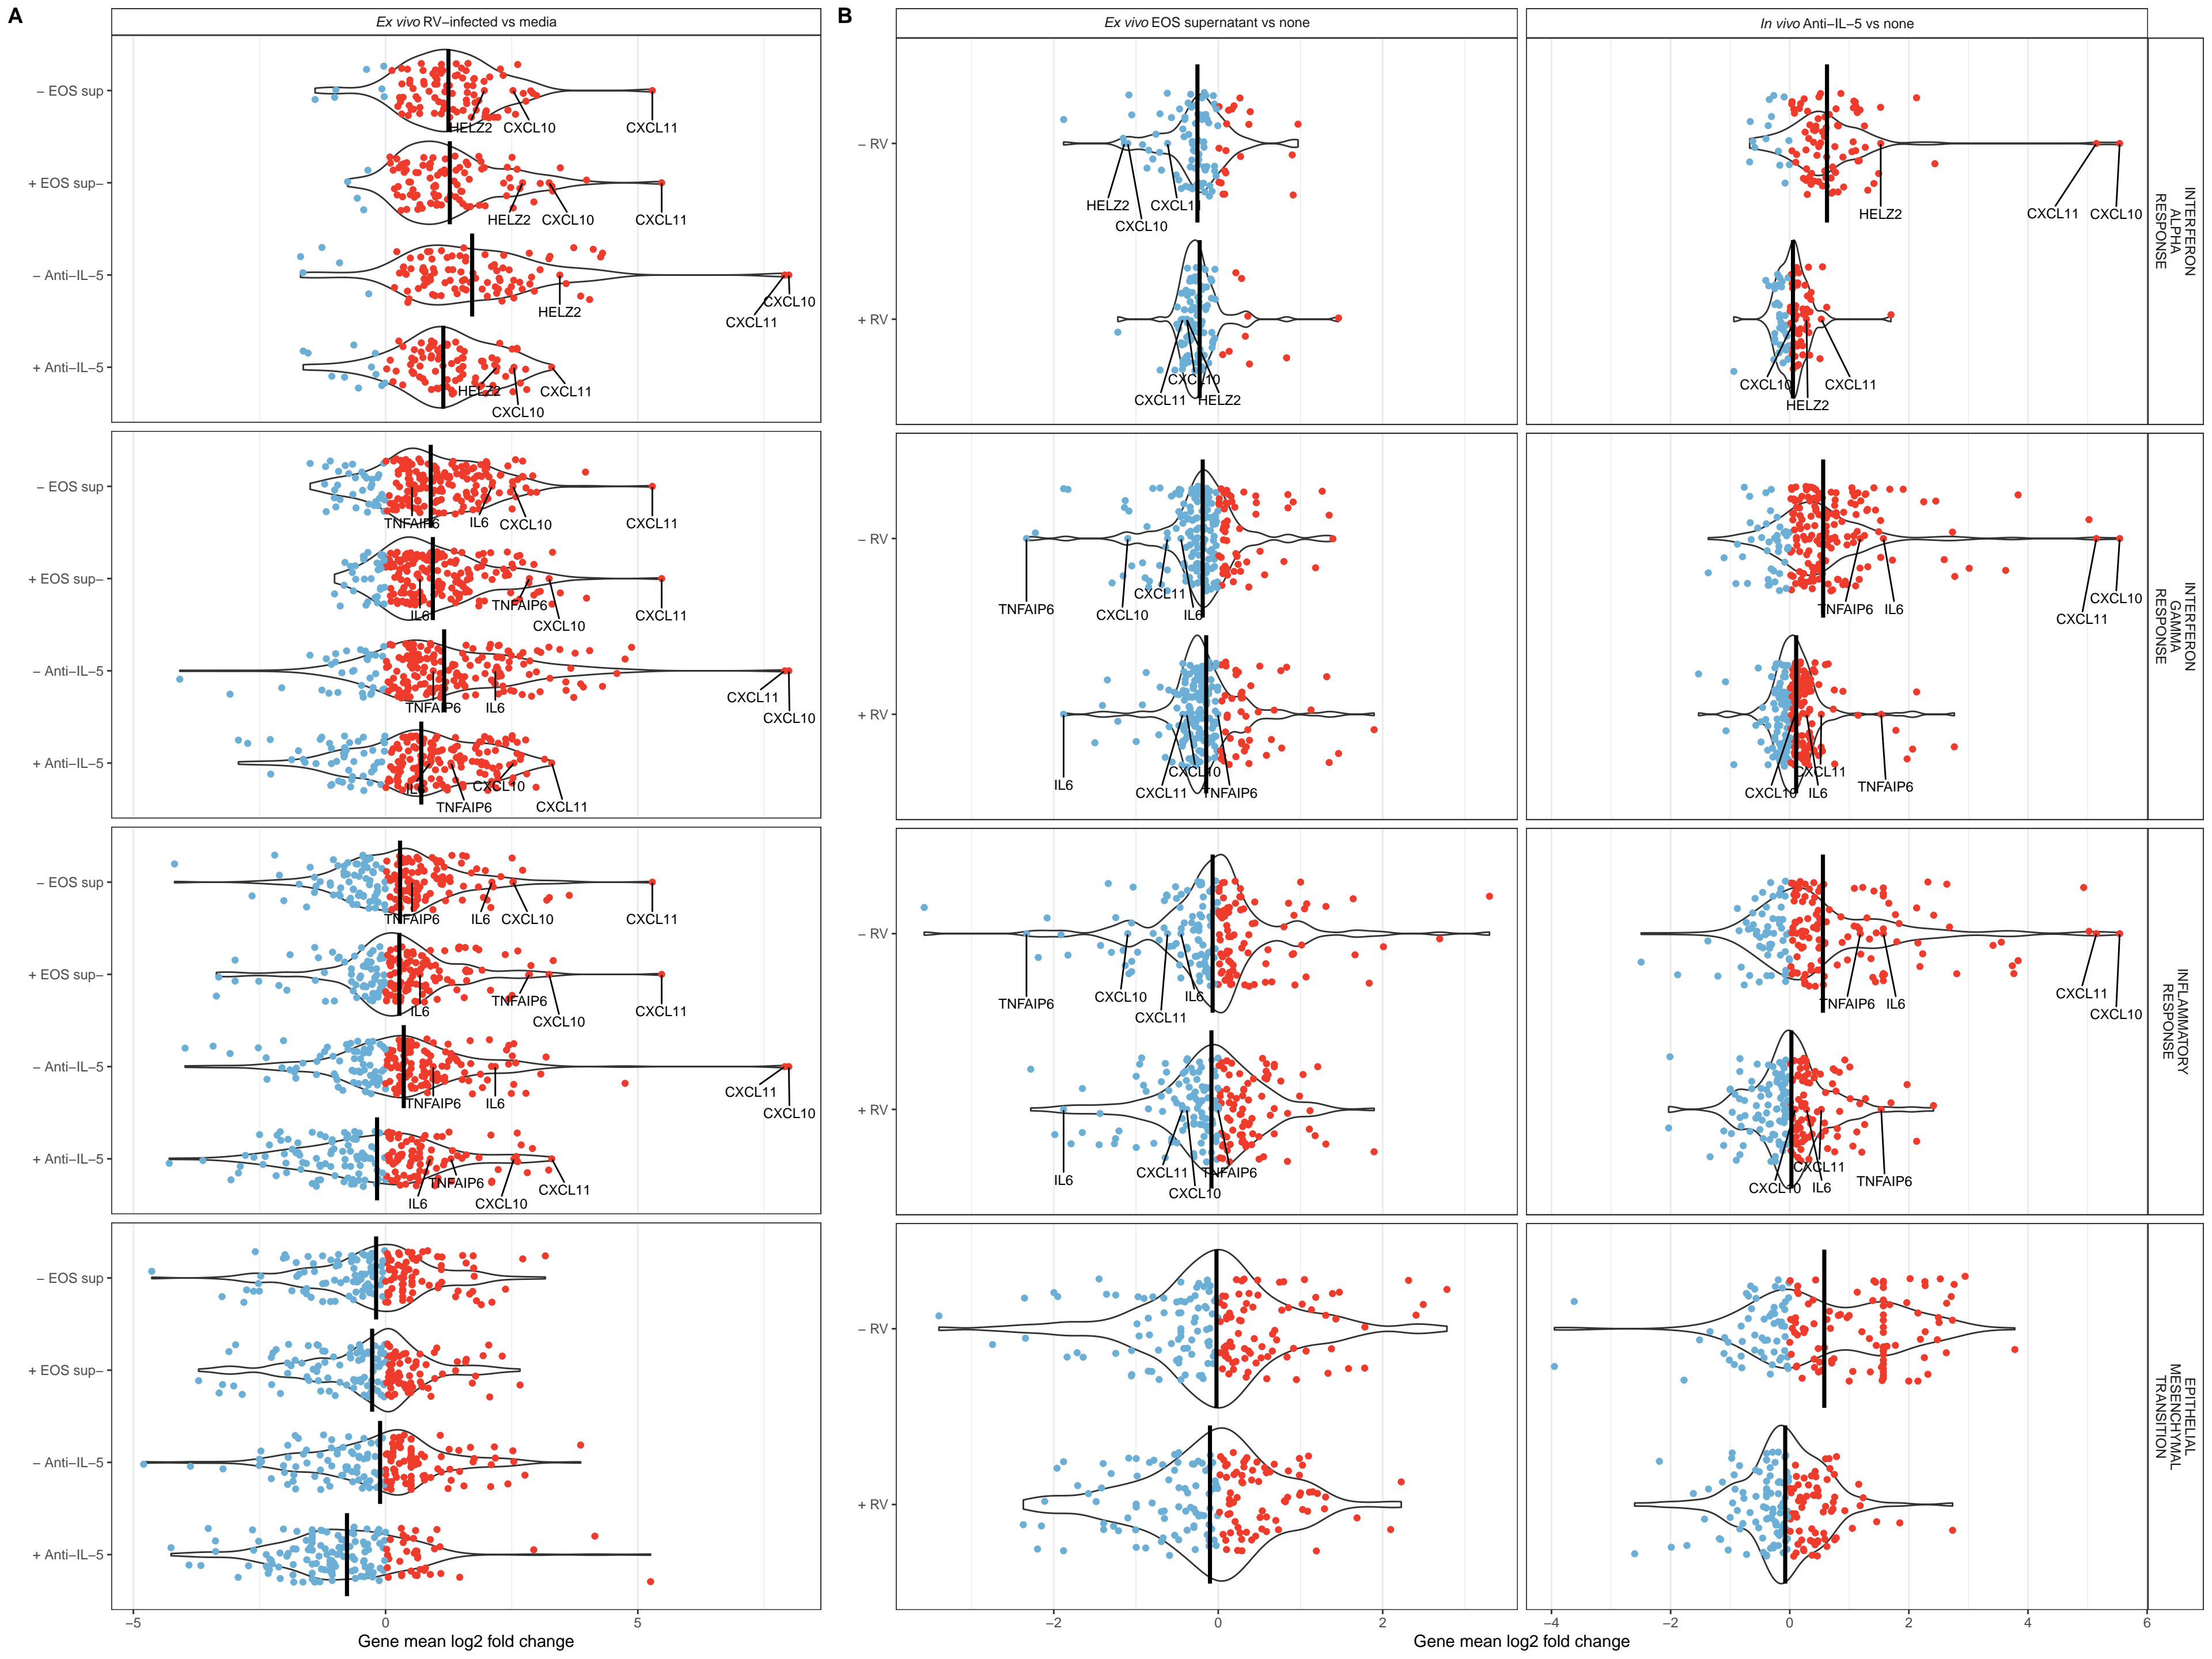 A
Ex vivo RV−infected vs media
− EOS sup
HELZ2 CXCL10 CXCL11
+ EOS sup−
HELZ2 CXCL10 CXCL11
− Anti−IL−5
CXCL10
HELZ2
CXCL11
+ Anti−IL−5
HELZ2 CXCL11
CXCL10
− EOS sup
TNFAIP6 IL6 CXCL10 CXCL11
+ EOS sup−
TNFAIP6
IL6 CXCL11
CXCL10
− Anti−IL−5
CXCL11
TNFAIP6 IL6
CXCL10
+ Anti−IL−5
IL6 CXCL10
TNFAIP6 CXCL11
− EOS sup
TNFAIP6 IL6 CXCL10 CXCL11
+ EOS sup−
TNFAIP6
IL6 CXCL11
CXCL10
− Anti−IL−5
CXCL11
TNFAIP6 IL6
CXCL10
+ Anti−IL−5
TNFAIP6
CXCL11
IL6 CXCL10
− EOS sup
+ EOS sup−
− Anti−IL−5
+ Anti−IL−5
−5 0 5
Gene mean log2 fold change
B
Ex vivo EOS supernatant vs none
In vivo Anti−IL−5 vs none
− RV
HELZ2 CXCL11
CXCL10
HELZ2 CXCL11 CXCL10
+ RV
CXCL10
CXCL11 HELZ2
CXCL10 CXCL11
HELZ2
INTERFERON
ALPHA
RESPONSE
− RV
CXCL11
TNFAIP6 CXCL10 IL6
CXCL10
TNFAIP6 IL6
CXCL11
+ RV
CXCL10
IL6
CXCL11 TNFAIP6
CXCL11
TNFAIP6
CXCL10 IL6
INTERFERON
GAMMA
RESPONSE
− RV
CXCL10 IL6
TNFAIP6
CXCL11
CXCL11
TNFAIP6 IL6
CXCL10
+ RV
CXCL11 TNFAIP6
IL6
CXCL10
CXCL11
TNFAIP6
CXCL10 IL6
INFLAMMATORY
RESPONSE
− RV
+ RV
EPITHELIAL
MESENCHYMAL
TRANSITION
−2 0 2
−4 −2 0 2 4 6
Gene mean log2 fold change